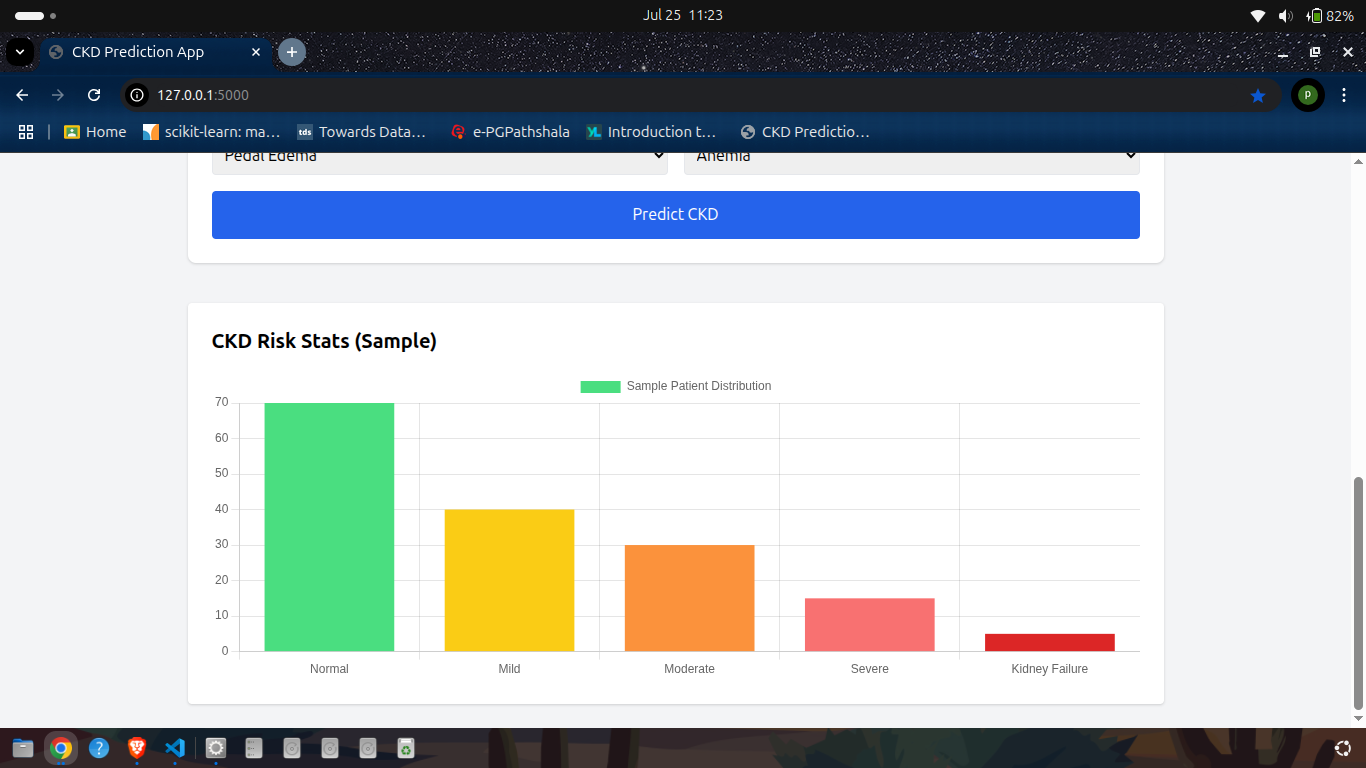 Jul 25 11:23
82%
CKD Prediction App
127.0.0.1:5000
P
Home
scikit-learn: ma...
tds
Towards Data...
e-PGPathshala
Introduction t...
CKD Predictio...
Pedal Edema
Anemia
Predict CKD
CKD Risk Stats (Sample)
Sample Patient Distribution
70
60
50
40
30
20
10
0
Normal
Mild
Moderate
Severe
Kidney Failure